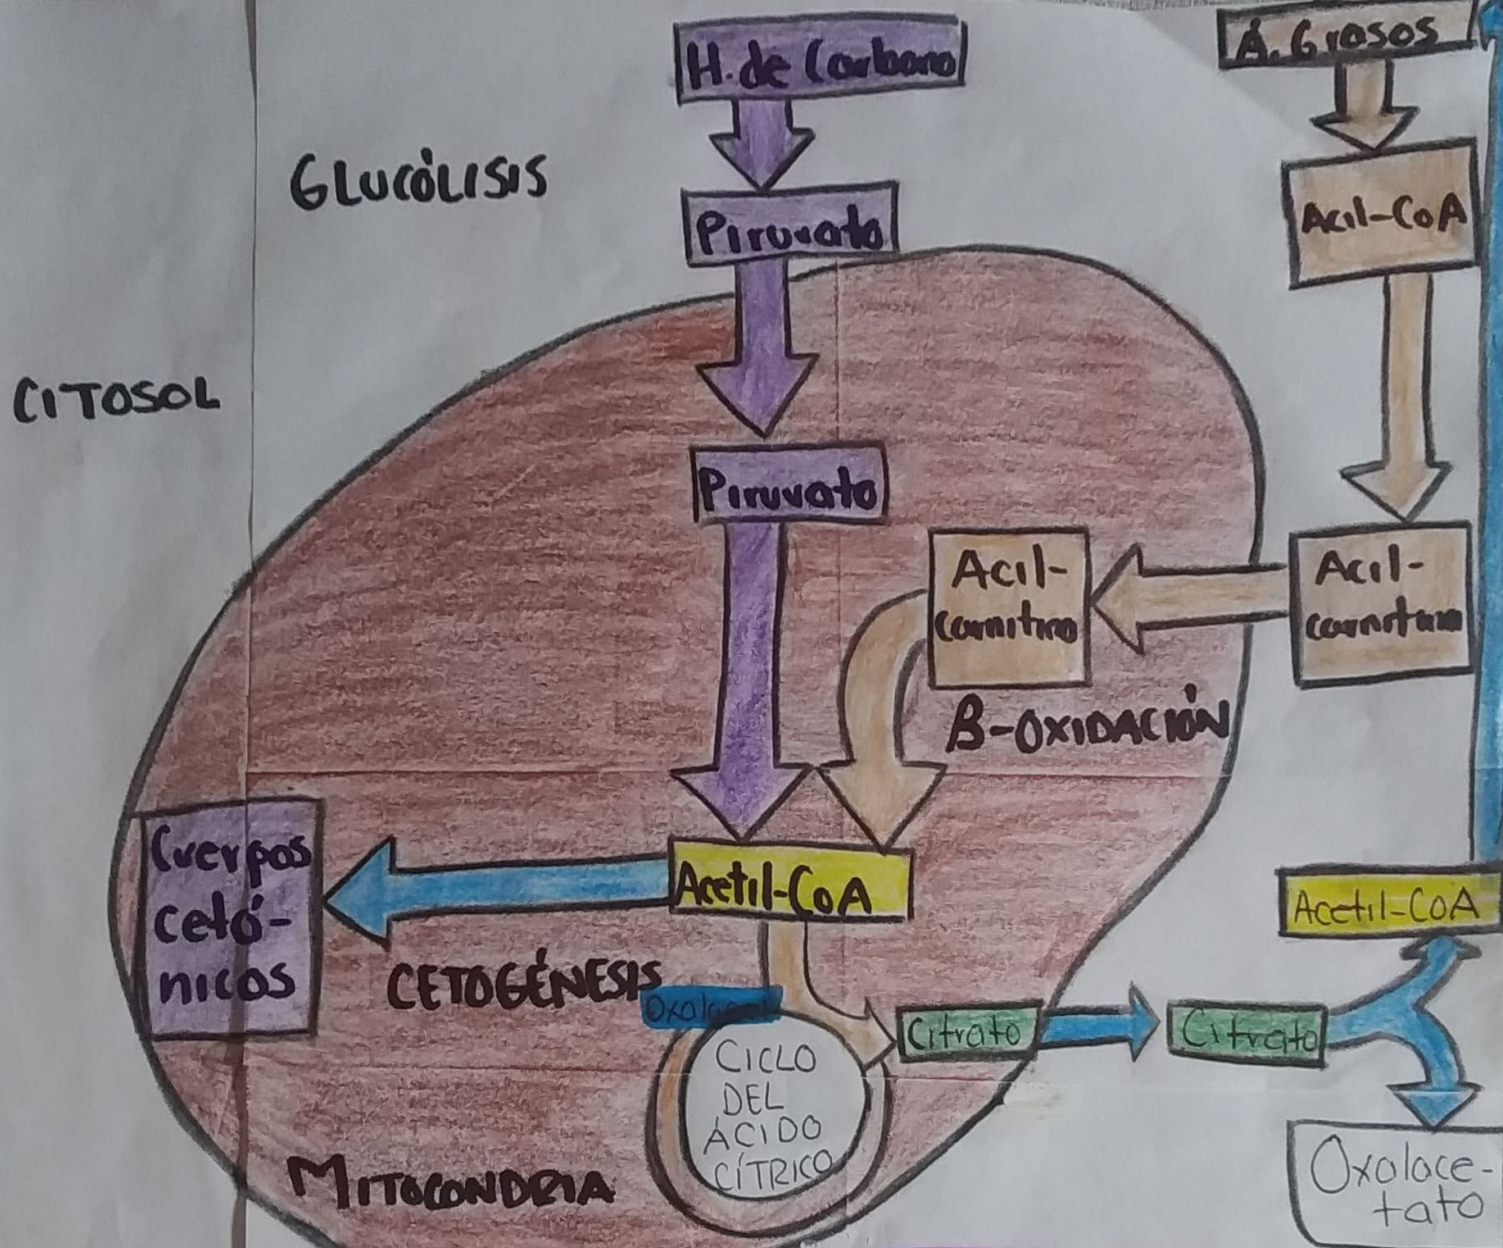 H. de Carbono
Á. Grasos
GLUCÓLISIS
Piruvato
Acil-CoA
CITOSOL
Piruvato
Acil-
carnitina
Acil-
carnitina
B-OXIDACIÓN
Cuerpos
cetó-
nicos
Acetil-CoA
Acetil-CoA
CETOGÉNESIS
Citrato
Citrato
CICLO
DEL
ÁCIDO
CÍTRICO
MITOCONDRIA
Oxolace-
tato